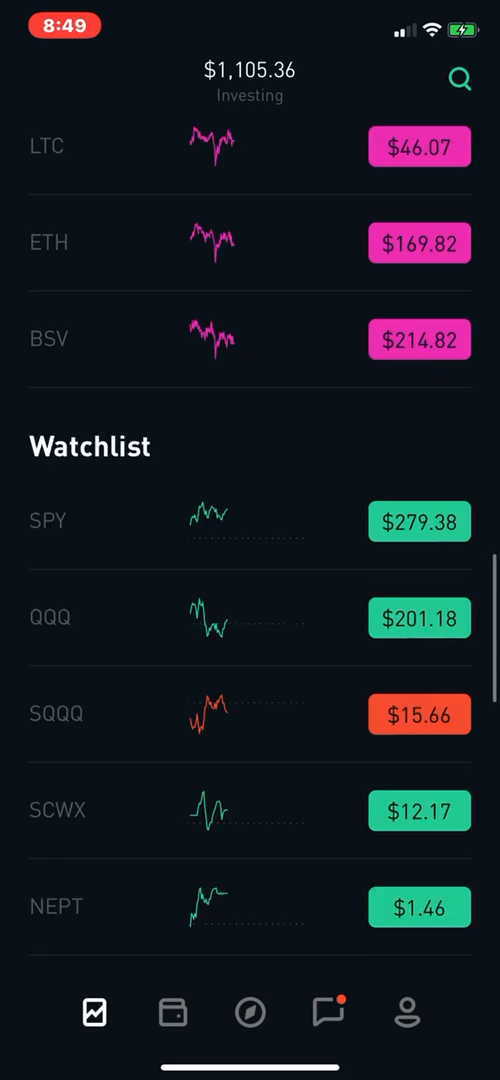 8:49
$1,105.36
Investing
LTC $46.07
ETH $169.82
BSV $214.82
Watchlist
SPY $279.38
QQQ $201.18
SQQQ $15.66
SCWX $12.17
NEPT $1.46